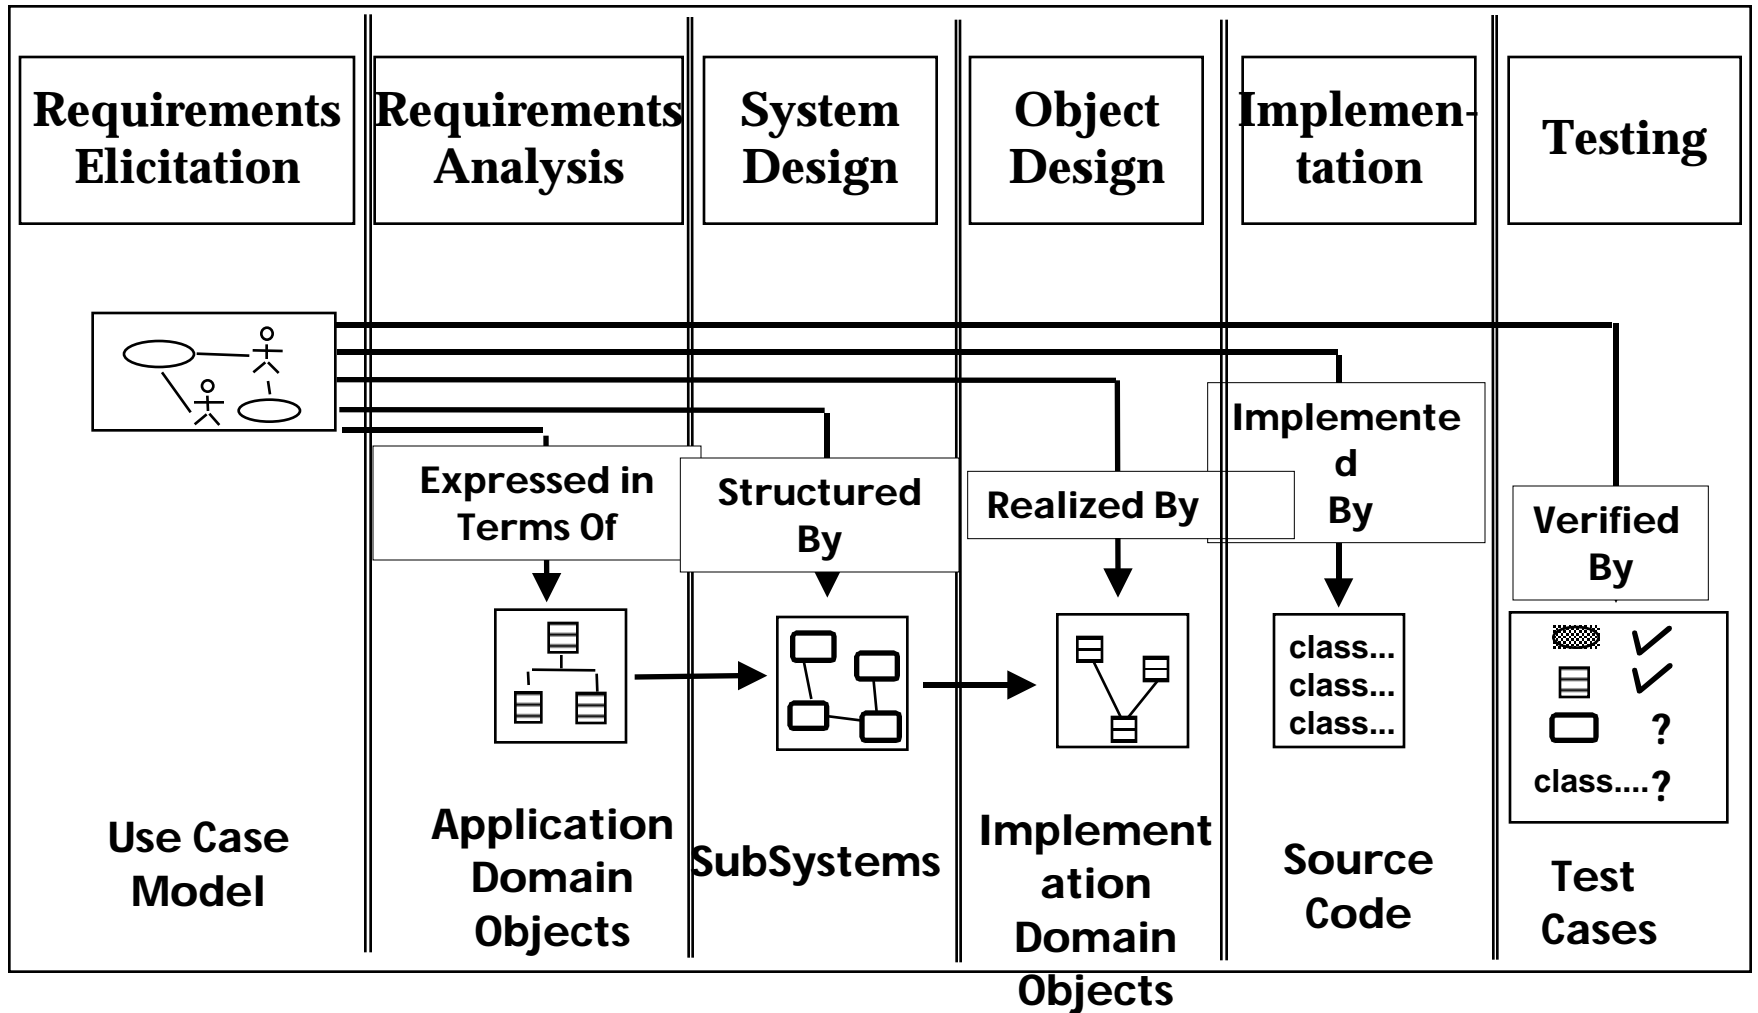 Requirements
Elicitation
Requirements
Analysis
System
Design
Object
Design
Implemen-
tation
Testing
Expressed in
Terms Of
Structured
By
Realized By
Implemente
d
By
Verified
By
class...
class...
class...
?
class....?
Use Case
Model
Application
Domain
Objects
SubSystems
Implement
ation
Domain
Objects
Source
Code
Test
Cases